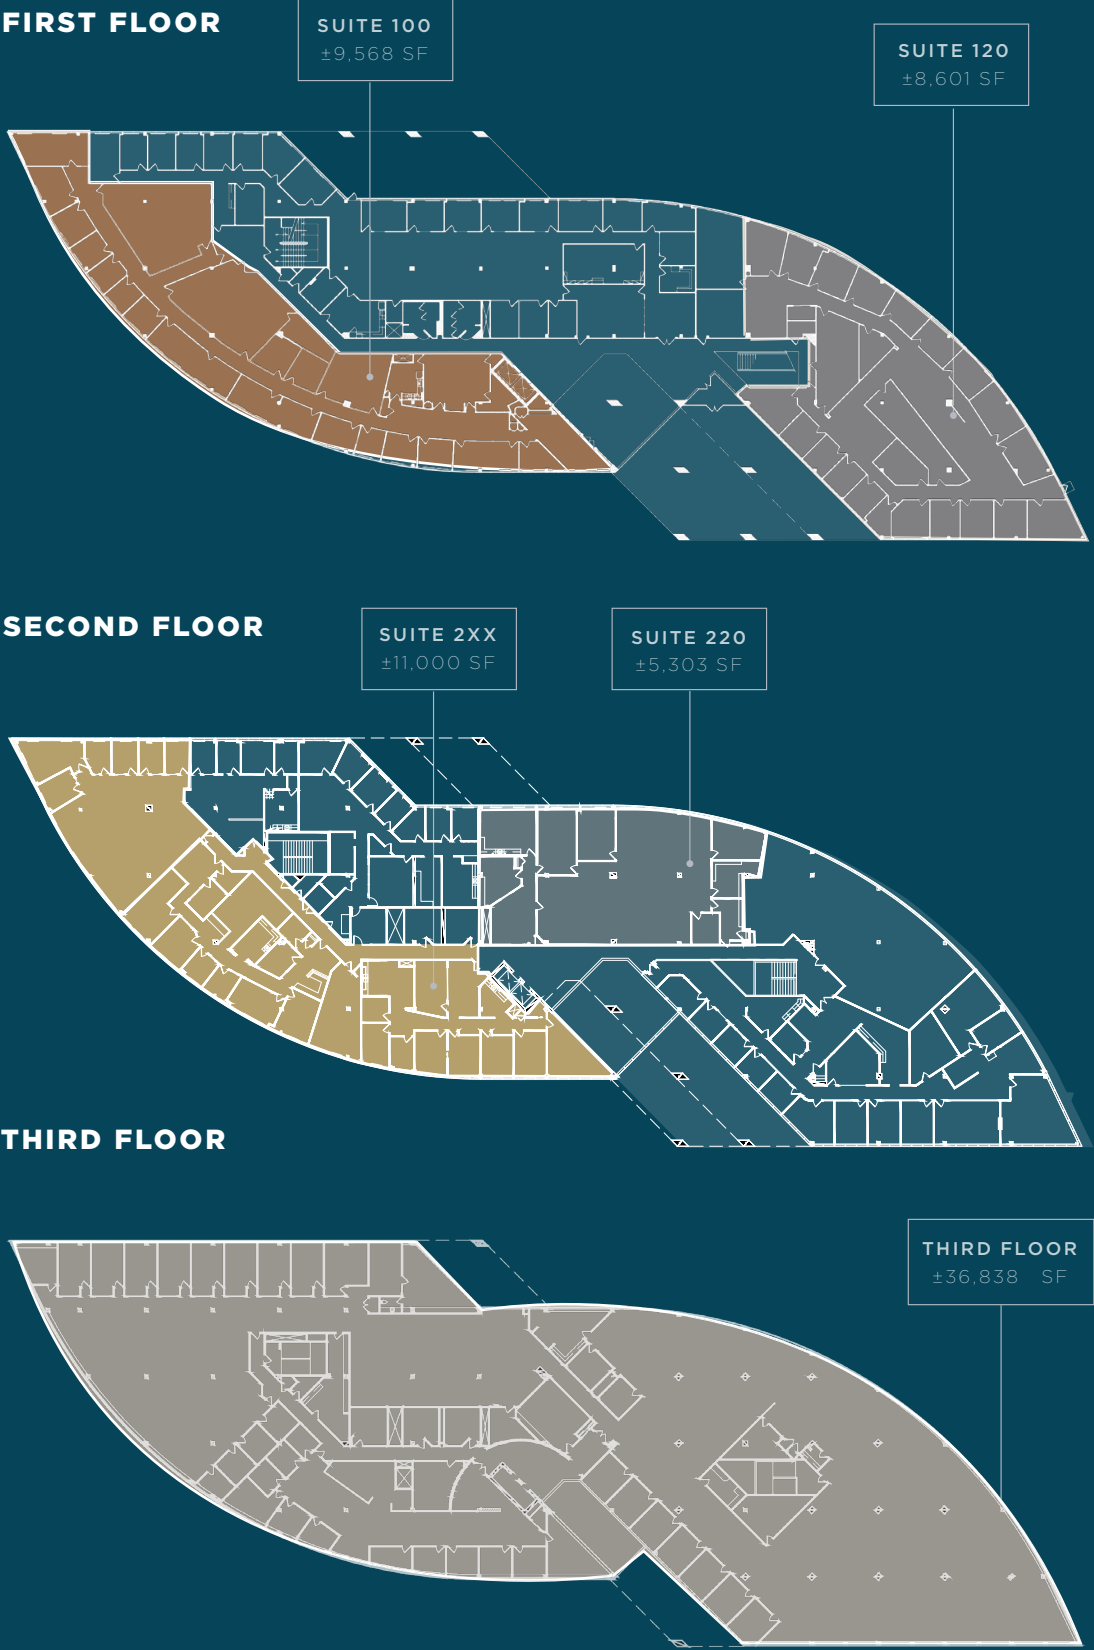 FIRST FLOOR
SUITE 100
±9,568 SF
SUITE 120
±8,601 SF
SECOND FLOOR
SUITE 2XX
±11,000 SF
SUITE 220
±5,303 SF
THIRD FLOOR
THIRD FLOOR
±36,838 SF